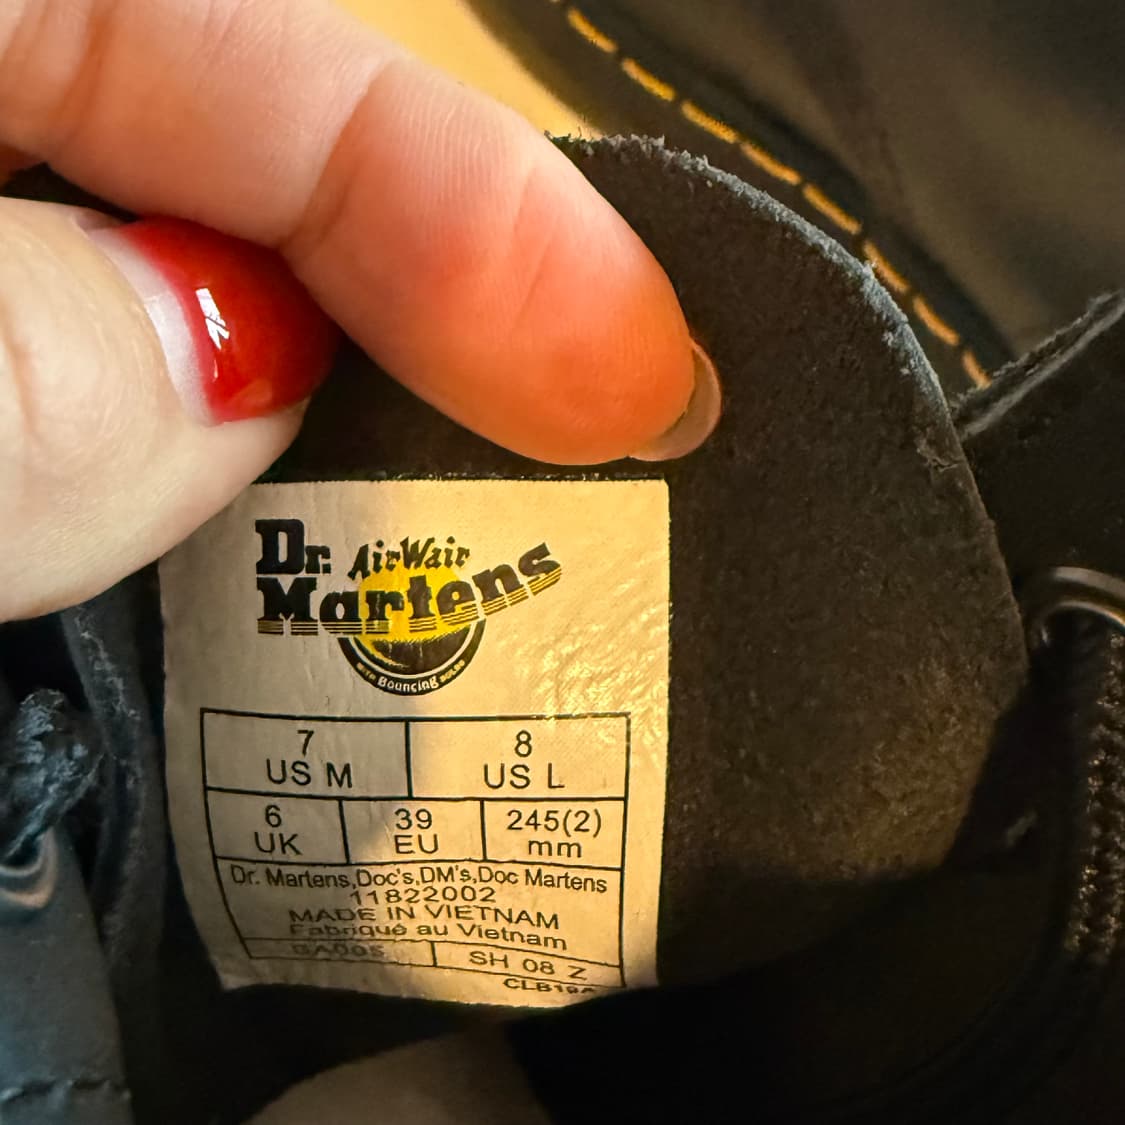 Dr. AirWair
Martens
WITH Bouncing SOLES
7
US M
8
US L
6
UK
39
EU
245(2)
mm
Dr. Martens,Doc's,DM's,Doc Martens
11822002
MADE IN VIETNAM
Fabriqué au Vietnam
SH 08 Z